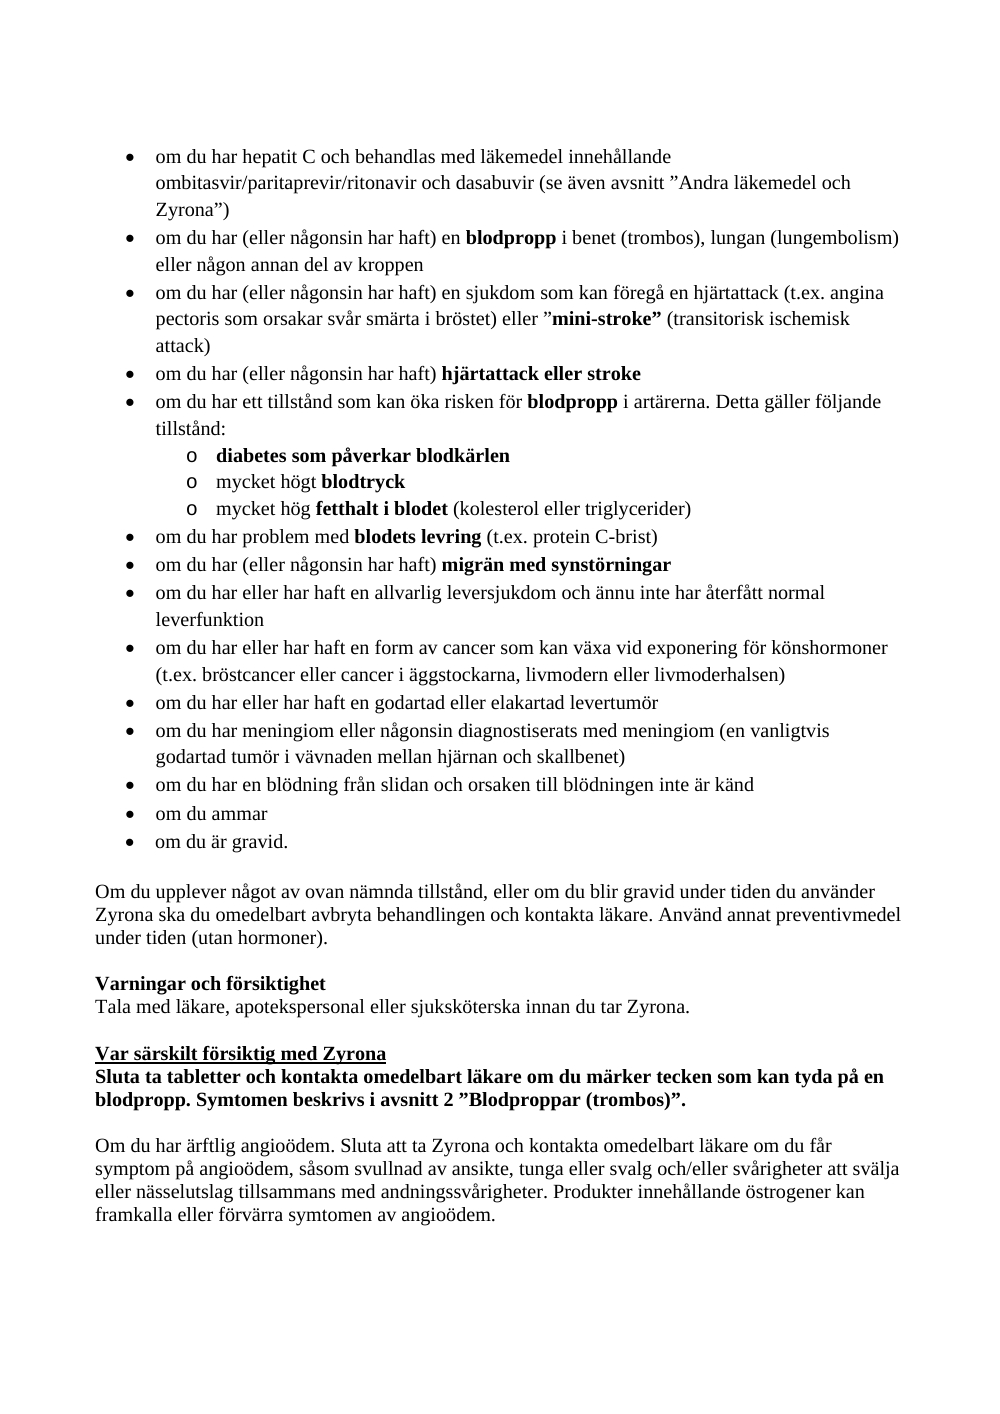 • om du har hepatit C och behandlas med läkemedel innehållande
ombitasvir/paritaprevir/ritonavir och dasabuvir (se även avsnitt ”Andra läkemedel och
Zyrona”)
• om du har (eller någonsin har haft) en blodpropp i benet (trombos), lungan (lungembolism)
eller någon annan del av kroppen
• om du har (eller någonsin har haft) en sjukdom som kan föregå en hjärtattack (t.ex. angina
pectoris som orsakar svår smärta i bröstet) eller ”mini-stroke” (transitorisk ischemisk
attack)
• om du har (eller någonsin har haft) hjärtattack eller stroke
• om du har ett tillstånd som kan öka risken för blodpropp i artärerna. Detta gäller följande
tillstånd:
o diabetes som påverkar blodkärlen
o mycket högt blodtryck
o mycket hög fetthalt i blodet (kolesterol eller triglycerider)
• om du har problem med blodets levring (t.ex. protein C-brist)
• om du har (eller någonsin har haft) migrän med synstörningar
• om du har eller har haft en allvarlig leversjukdom och ännu inte har återfått normal
leverfunktion
• om du har eller har haft en form av cancer som kan växa vid exponering för könshormoner
(t.ex. bröstcancer eller cancer i äggstockarna, livmodern eller livmoderhalsen)
• om du har eller har haft en godartad eller elakartad levertumör
• om du har meningiom eller någonsin diagnostiserats med meningiom (en vanligtvis
godartad tumör i vävnaden mellan hjärnan och skallbenet)
• om du har en blödning från slidan och orsaken till blödningen inte är känd
• om du ammar
• om du är gravid.
Om du upplever något av ovan nämnda tillstånd, eller om du blir gravid under tiden du använder
Zyrona ska du omedelbart avbryta behandlingen och kontakta läkare. Använd annat preventivmedel
under tiden (utan hormoner).
Varningar och försiktighet
Tala med läkare, apotekspersonal eller sjuksköterska innan du tar Zyrona.
Var särskilt försiktig med Zyrona
Sluta ta tabletter och kontakta omedelbart läkare om du märker tecken som kan tyda på en
blodpropp. Symtomen beskrivs i avsnitt 2 ”Blodproppar (trombos)”.
Om du har ärftlig angioödem. Sluta att ta Zyrona och kontakta omedelbart läkare om du får
symptom på angioödem, såsom svullnad av ansikte, tunga eller svalg och/eller svårigheter att svälja
eller nässelutslag tillsammans med andningssvårigheter. Produkter innehållande östrogener kan
framkalla eller förvärra symtomen av angioödem.